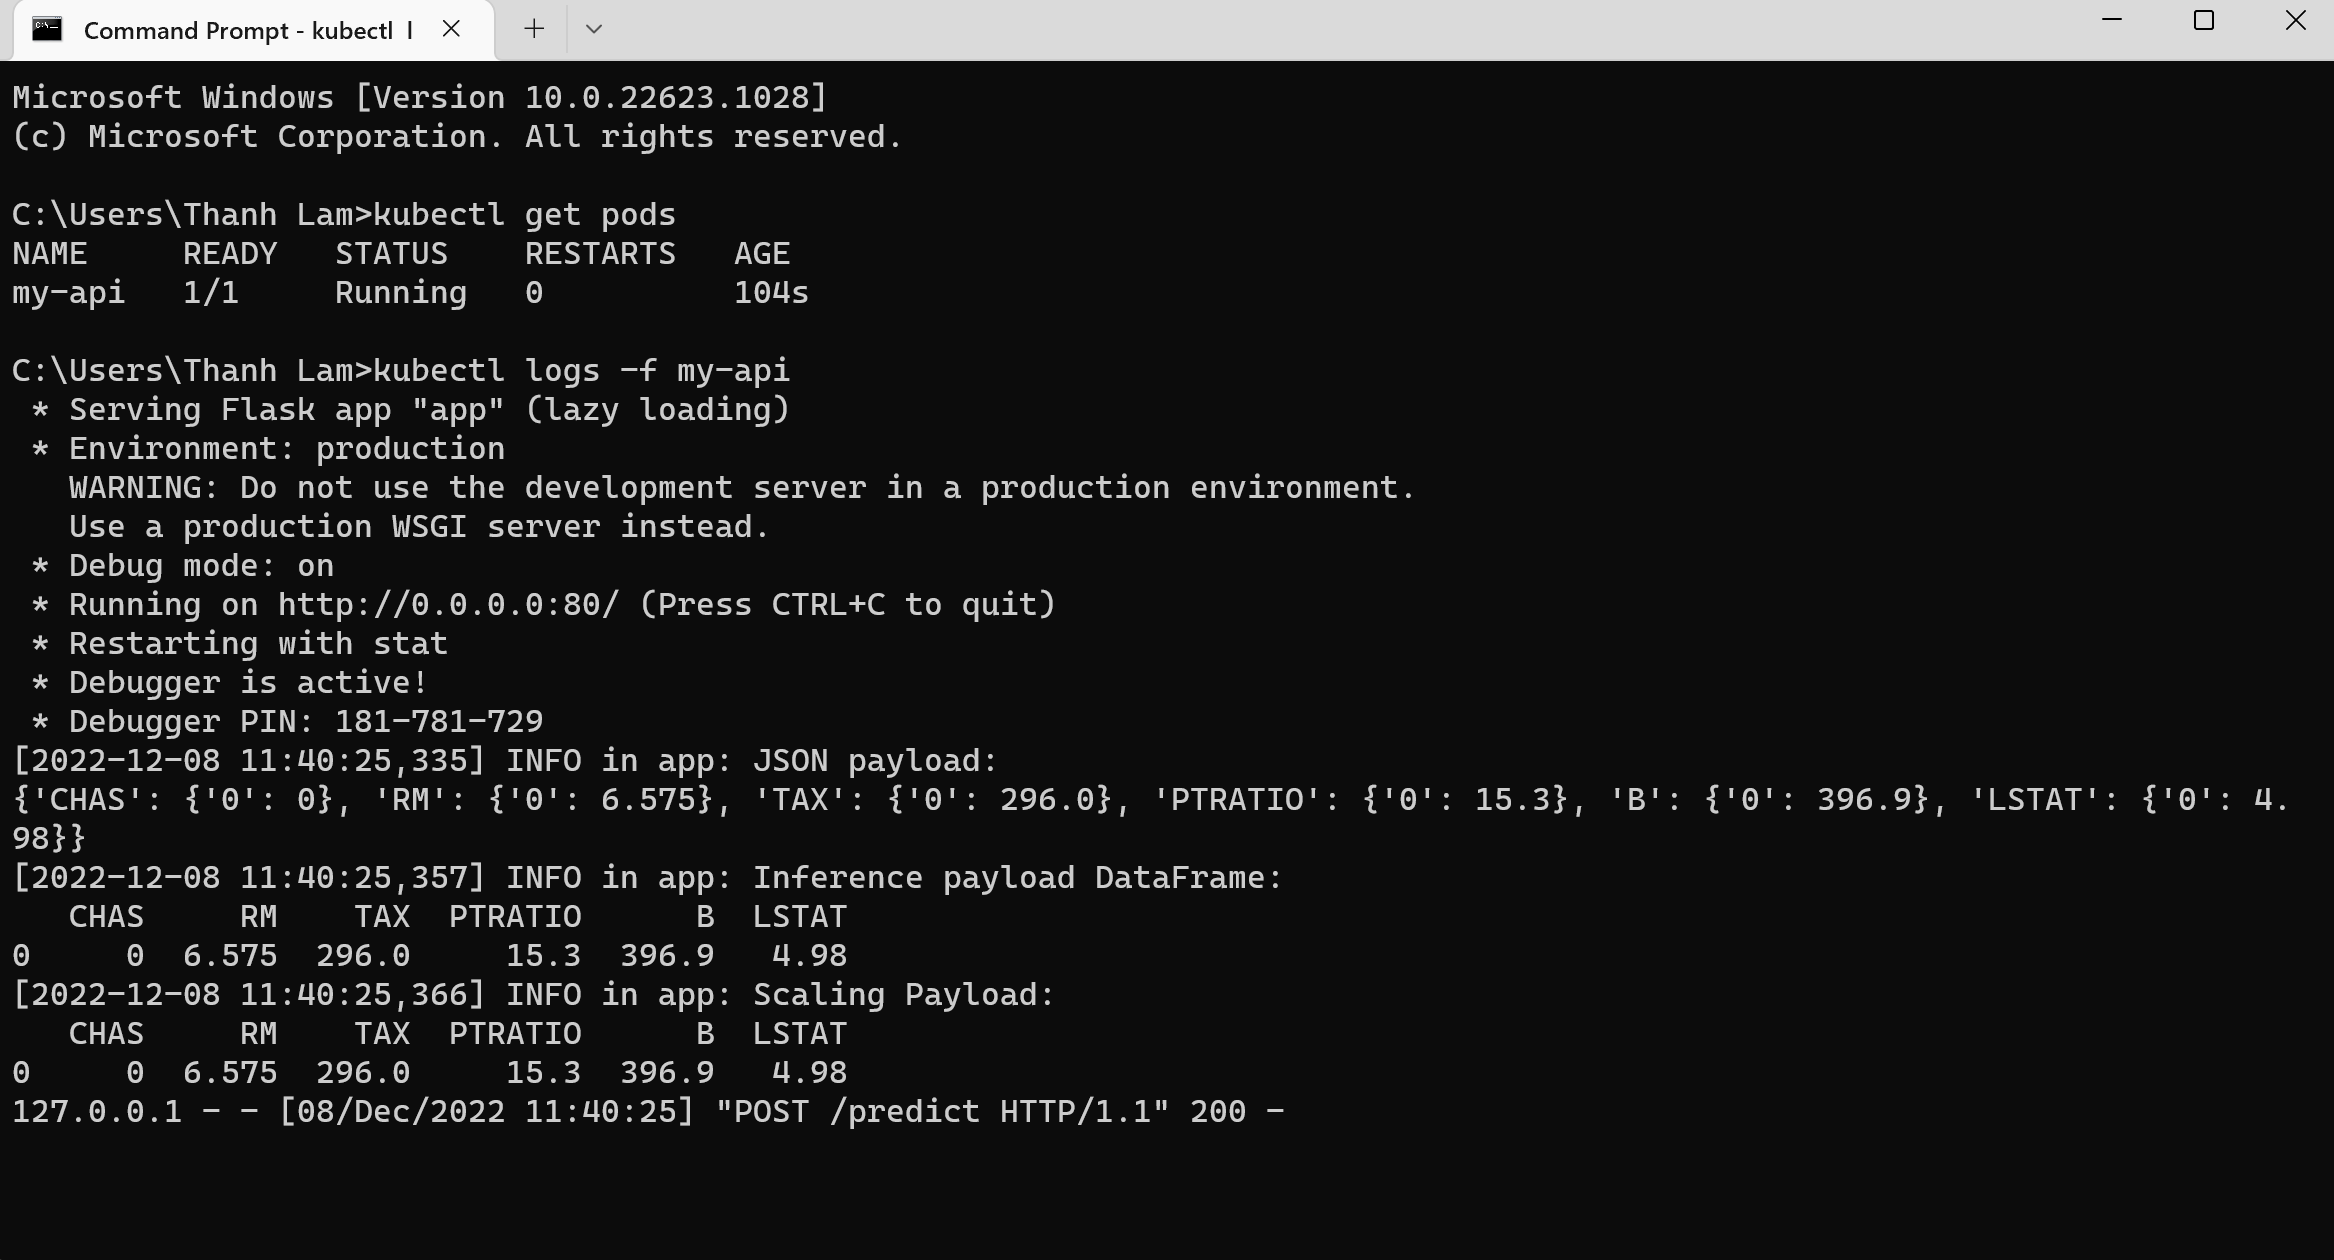 Command Prompt - kubectl  l
Microsoft Windows [Version 10.0.22623.1028]
(c) Microsoft Corporation. All rights reserved.
C:\Users\Thanh Lam>kubectl get pods
NAME     READY   STATUS    RESTARTS   AGE
my-api   1/1     Running   0          104s
C:\Users\Thanh Lam>kubectl logs -f my-api
 * Serving Flask app "app" (lazy loading)
 * Environment: production
   WARNING: Do not use the development server in a production environment.
   Use a production WSGI server instead.
 * Debug mode: on
 * Running on http://0.0.0.0:80/ (Press CTRL+C to quit)
 * Restarting with stat
 * Debugger is active!
 * Debugger PIN: 181-781-729
[2022-12-08 11:40:25,335] INFO in app: JSON payload:
{'CHAS': {'0': 0}, 'RM': {'0': 6.575}, 'TAX': {'0': 296.0}, 'PTRATIO': {'0': 15.3}, 'B': {'0': 396.9}, 'LSTAT': {'0': 4.
98}}
[2022-12-08 11:40:25,357] INFO in app: Inference payload DataFrame:
   CHAS     RM    TAX  PTRATIO      B  LSTAT
0     0  6.575  296.0     15.3  396.9   4.98
[2022-12-08 11:40:25,366] INFO in app: Scaling Payload:
   CHAS     RM    TAX  PTRATIO      B  LSTAT
0     0  6.575  296.0     15.3  396.9   4.98
127.0.0.1 - - [08/Dec/2022 11:40:25] "POST /predict HTTP/1.1" 200 -